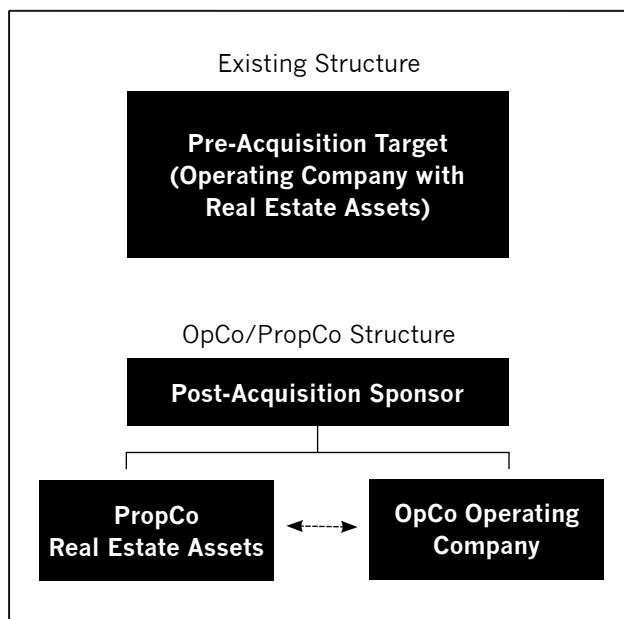 Existing Structure
Pre-Acquisition Target
(Operating Company with
Real Estate Assets)
OpCo/PropCo Structure
Post-Acquisition Sponsor
PropCo
Real Estate Assets
OpCo Operating
Company